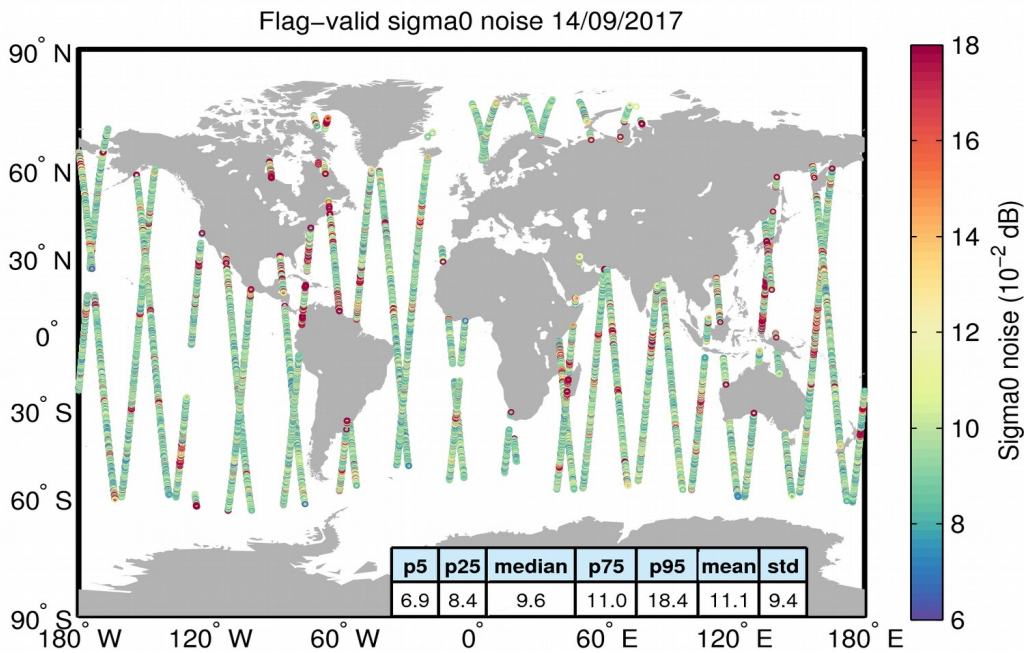 Flag−valid sigma0 noise 14/09/2017
90° N
60° N
30° N
0°
30° S
60° S
90° S
180° W
120° W
60° W
0°
60° E
120° E
180° E
p5 p25 median p75 p95 mean std
6.9 8.4 9.6 11.0 18.4 11.1 9.4
18
16
14
12
10
8
6
Sigma0 noise (10⁻² dB)